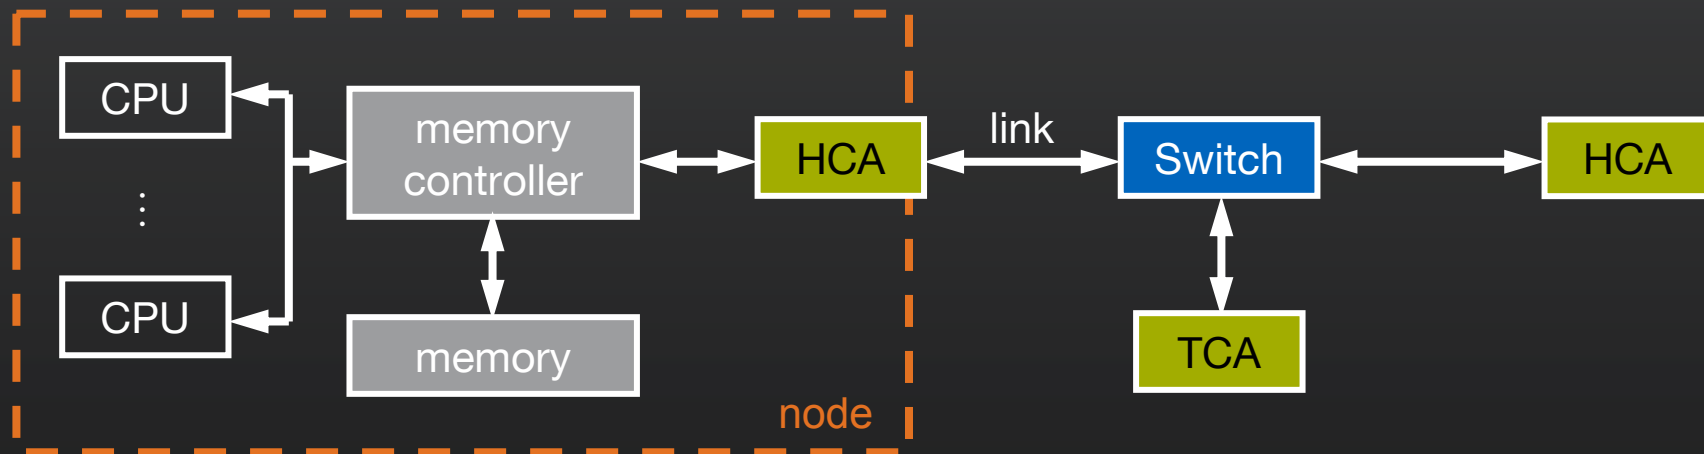 CPU
memory
controller
HCA
link
Switch
HCA
⋮
CPU
memory
TCA
node